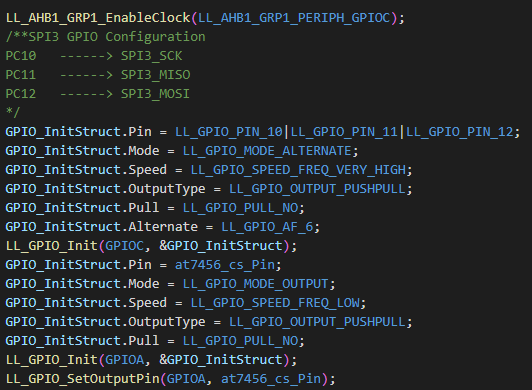 LL_AHB1_GRP1_EnableClock(LL_AHB1_GRP1_PERIPH_GPIOC);
/**SPI3 GPIO Configuration
PC10   ------> SPI3_SCK
PC11   ------> SPI3_MISO
PC12   ------> SPI3_MOSI
*/
GPIO_InitStruct.Pin = LL_GPIO_PIN_10|LL_GPIO_PIN_11|LL_GPIO_PIN_12;
GPIO_InitStruct.Mode = LL_GPIO_MODE_ALTERNATE;
GPIO_InitStruct.Speed = LL_GPIO_SPEED_FREQ_VERY_HIGH;
GPIO_InitStruct.OutputType = LL_GPIO_OUTPUT_PUSHPULL;
GPIO_InitStruct.Pull = LL_GPIO_PULL_NO;
GPIO_InitStruct.Alternate = LL_GPIO_AF_6;
LL_GPIO_Init(GPIOC, &GPIO_InitStruct);
GPIO_InitStruct.Pin = at7456_cs_Pin;
GPIO_InitStruct.Mode = LL_GPIO_MODE_OUTPUT;
GPIO_InitStruct.Speed = LL_GPIO_SPEED_FREQ_LOW;
GPIO_InitStruct.OutputType = LL_GPIO_OUTPUT_PUSHPULL;
GPIO_InitStruct.Pull = LL_GPIO_PULL_NO;
LL_GPIO_Init(GPIOA, &GPIO_InitStruct);
LL_GPIO_SetOutputPin(GPIOA, at7456_cs_Pin);